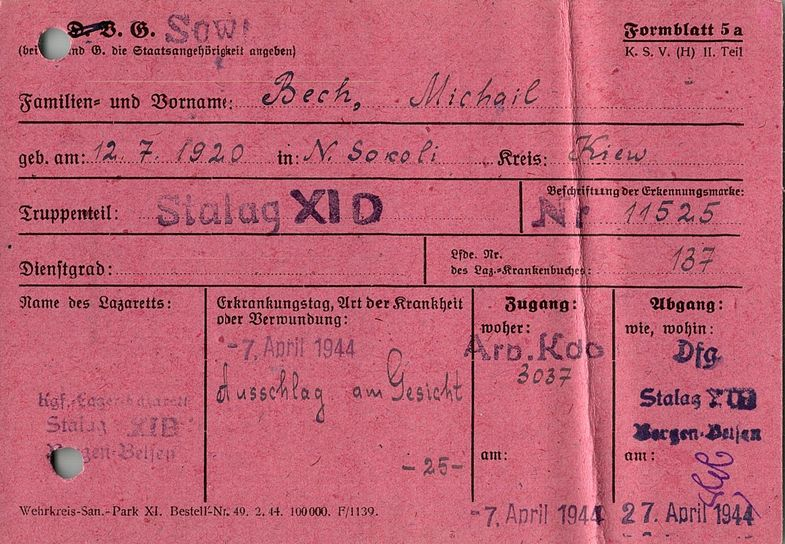 B. G. Sow
(bei und G. die Staatsangehörigkeit angeben)
Formblatt 5a
K. S. V. (H) II. Teil
Familien- und Vorname: Bech, Michail
geb. am: 12. 7. 1920 in: N. Sokoli Kreis: Kiew
Truppenteil: Stalag XI D
Beschriftung der Erkennungsmarke:
Nr 11525
Dienstgrad:
Lfde. Nr.
des Laz.-Krankenbuches: 137
Name des Lazaretts:
Kgf.-Lager-Lazarett
Stalag XI B
Bergen-Belsen
Erkrankungstag, Art der Krankheit
oder Verwundung:
-7. April 1944
Ausschlag am Gesicht
-25-
Zugang:
woher:
Arb. Kdo
3037
am:
-7. April 1944
Abgang:
wie, wohin:
Dfg
Stalag
Bergen-Belsen
am:
27. April 1944
Wehrkreis-San.-Park XI. Bestell-Nr. 49. 2. 44. 100000. F/1139.